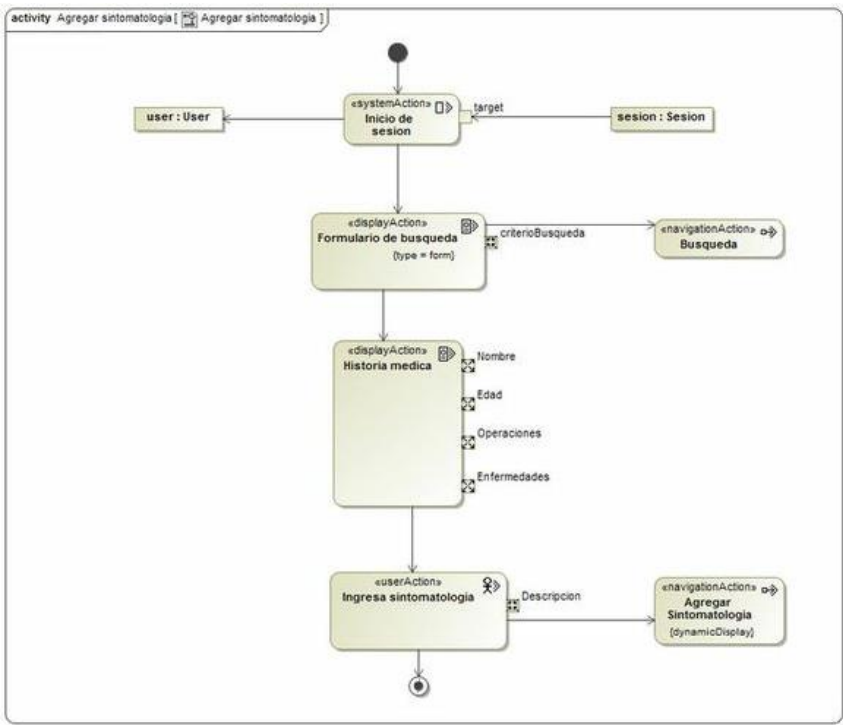 activity Agregar sintomatologia [ Agregar sintomatologia ]
«systemAction»
Inicio de
sesion
target
user : User
sesion : Sesion
«displayAction»
Formulario de busqueda
{type = form}
criterioBusqueda
«navigationAction»
Busqueda
«displayAction»
Historia medica
Nombre
Edad
Operaciones
Enfermedades
«userAction»
Ingresa sintomatologia
Descripcion
«navigationAction»
Agregar
Sintomatologia
{dynamicDisplay}